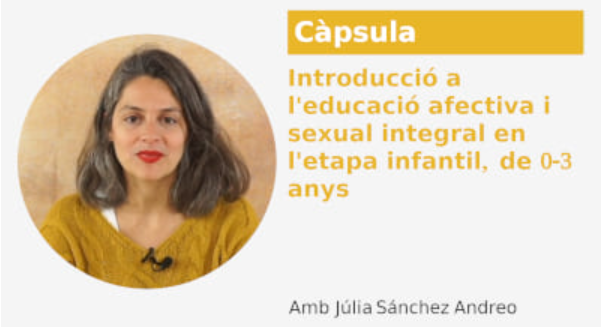 Càpsula
Introducció a
l'educació afectiva i
sexual integral en
l'etapa infantil, de 0-3
anys
Amb Júlia Sánchez Andreo